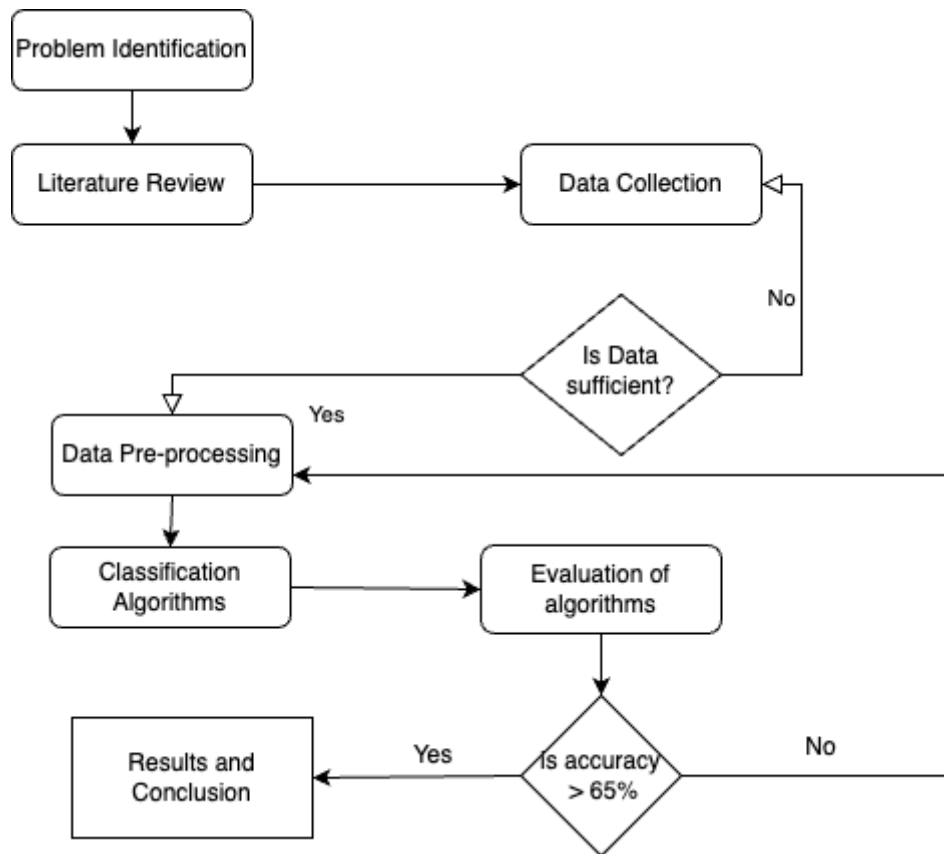 Problem Identification
Literature Review
Data Collection
No
Is Data
sufficient?
Yes
Data Pre-processing
Classification
Algorithms
Evaluation of
algorithms
Results and
Conclusion
Yes
Is accuracy
> 65%
No